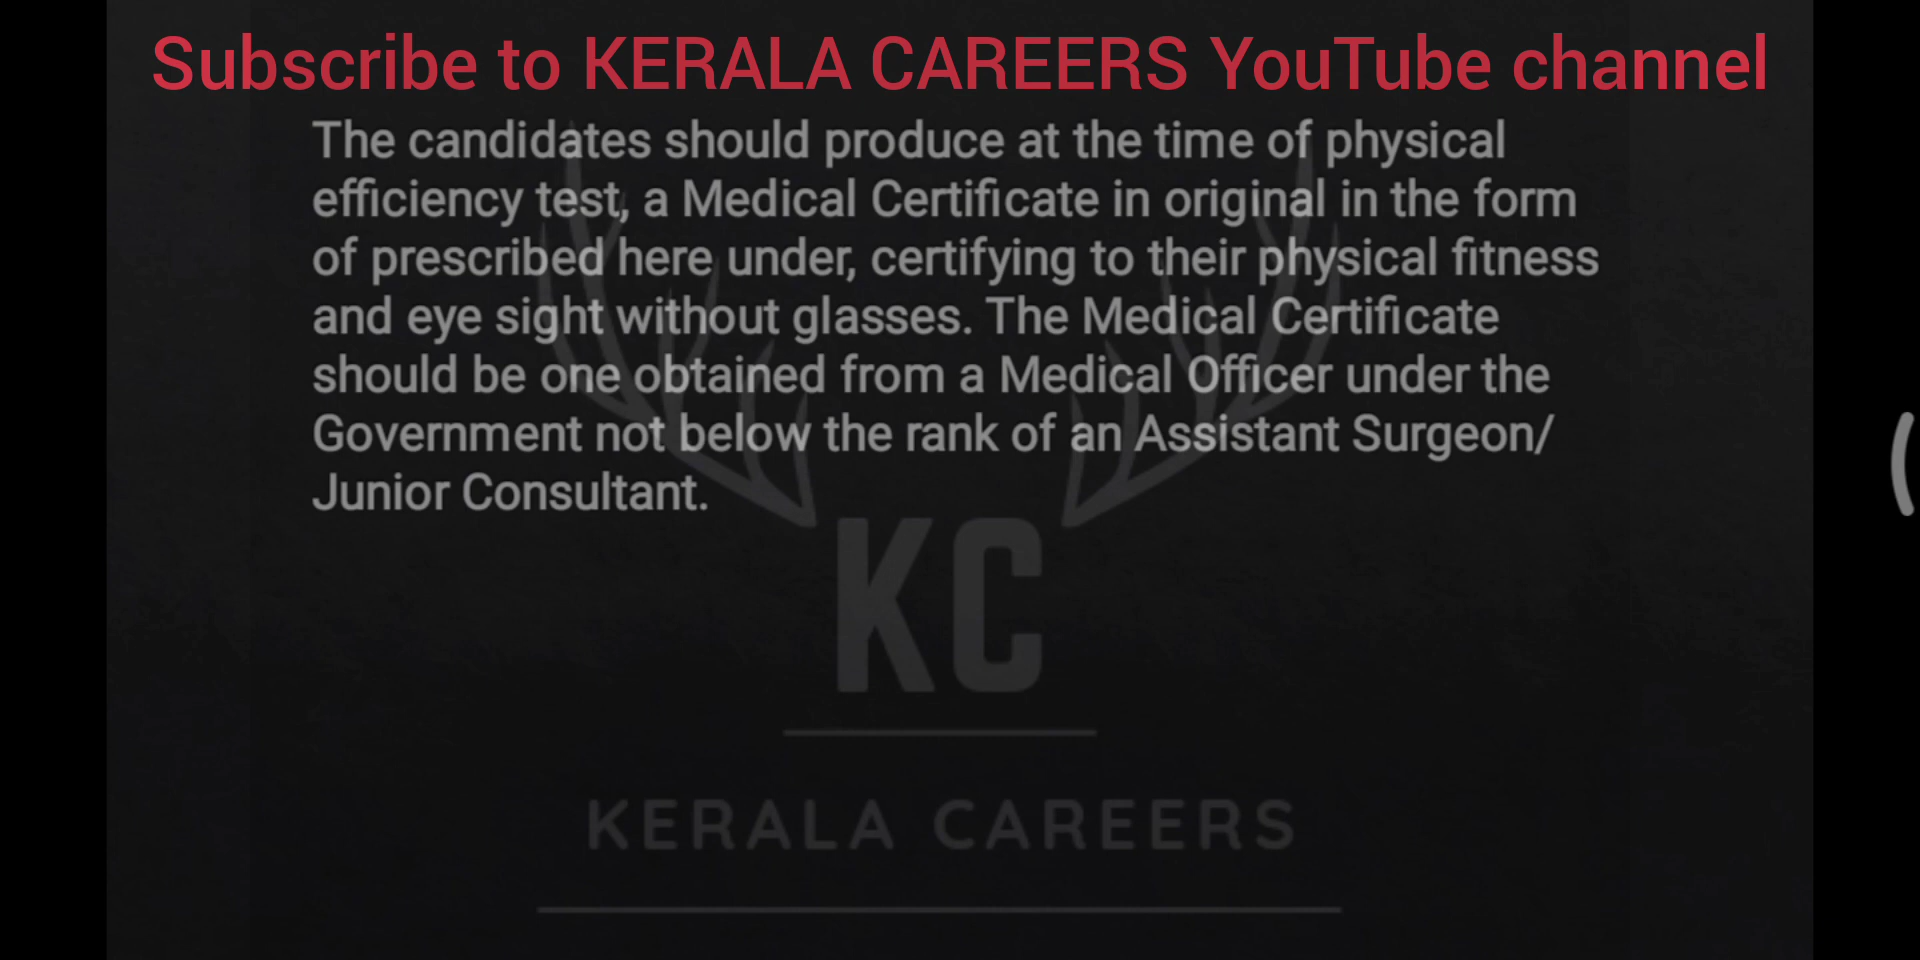 Subscribe to KERALA CAREERS YouTube channel
The candidates should produce at the time of physical
efficiency test, a Medical Certificate in original in the form
of prescribed here under, certifying to their physical fitness
and eye sight without glasses. The Medical Certificate
should be one obtained from a Medical Officer under the
Government not below the rank of an Assistant Surgeon/
Junior Consultant.
KC
KERALA CAREERS